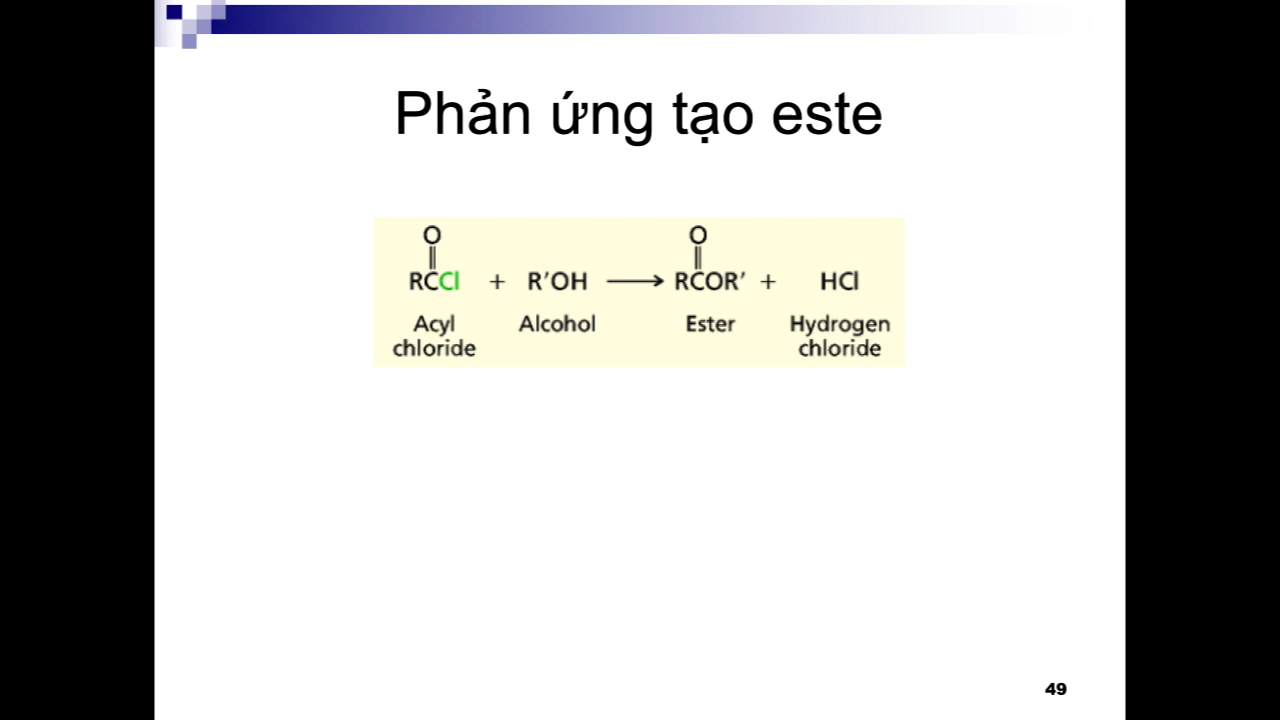 Phản ứng tạo este
O O
RCCl + R′OH ⟶ RCOR′ + HCl
Acyl Alcohol Ester Hydrogen
chloride chloride
49